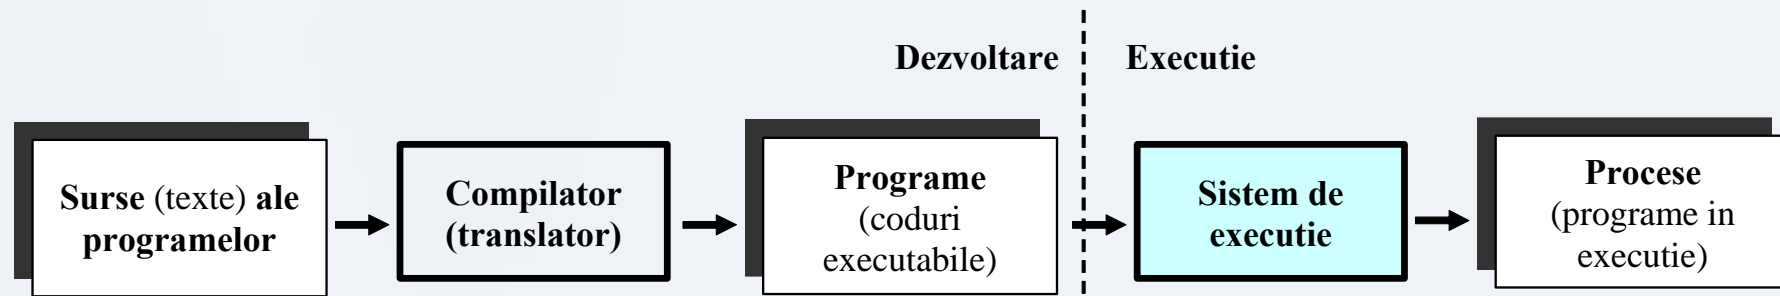 Dezvoltare
Executie
Surse (texte) ale
programelor
Compilator
(translator)
Programe
(coduri
executabile)
Sistem de
executie
Procese
(programe in
executie)